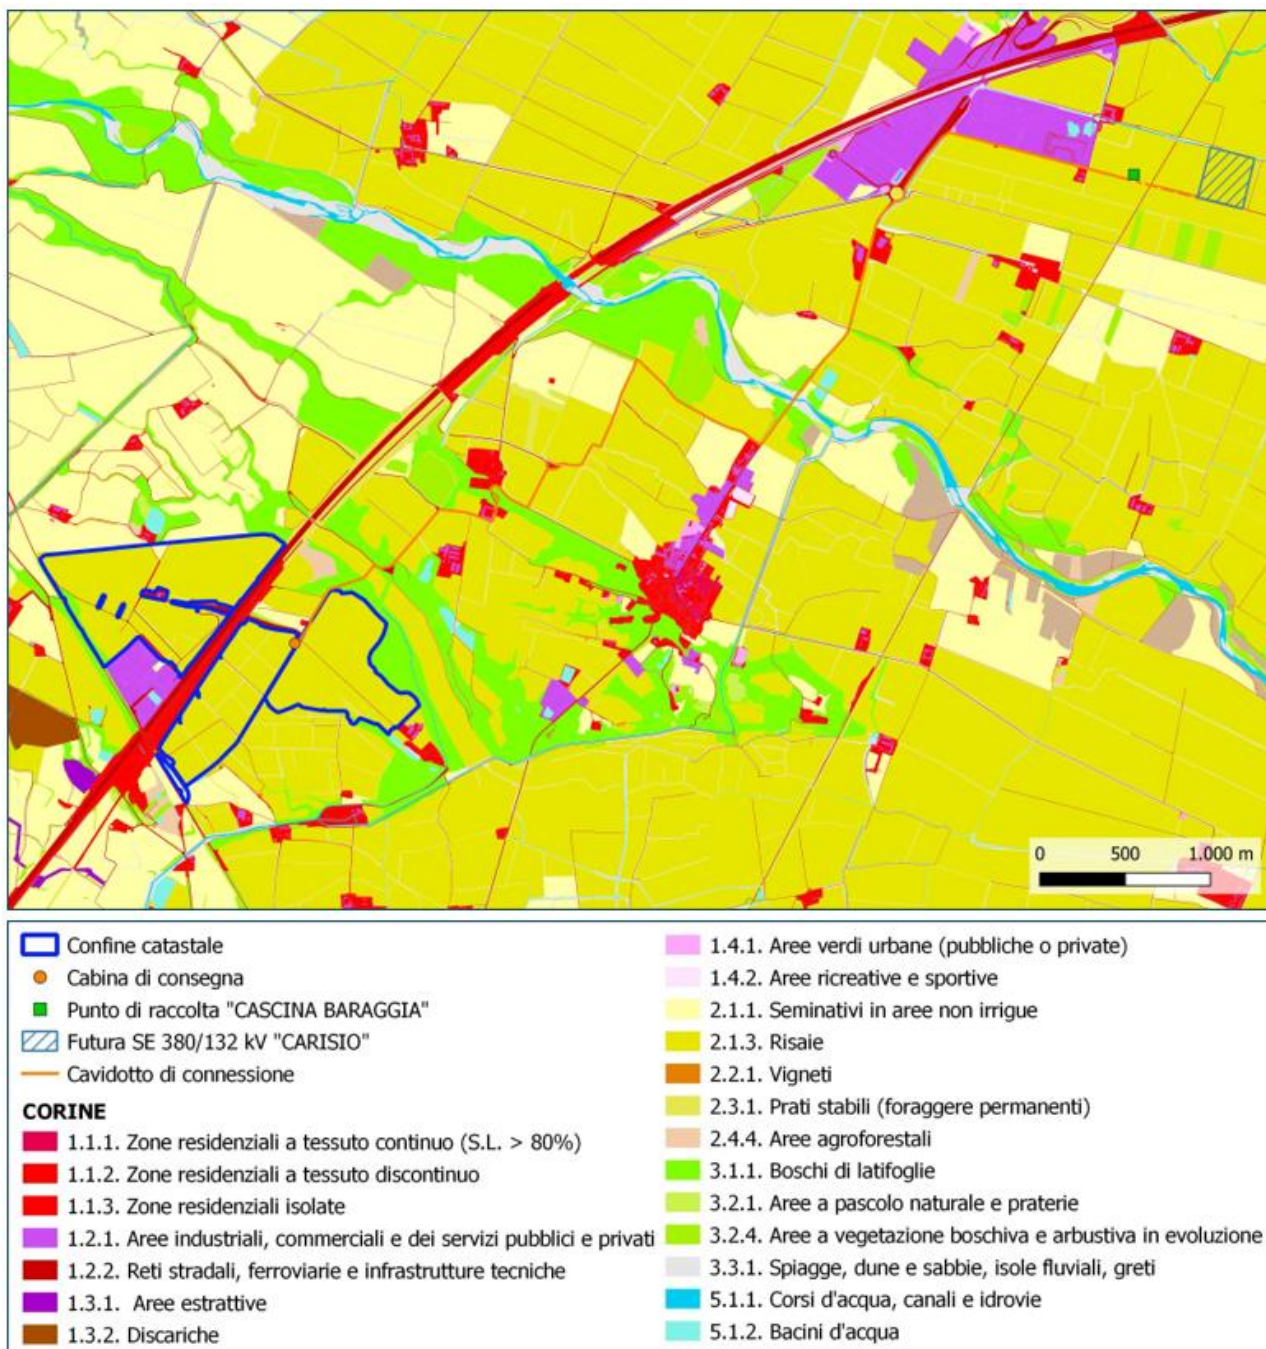 0 500 1.000 m
Confine catastale
Cabina di consegna
Punto di raccolta "CASCINA BARAGGIA"
Futura SE 380/132 kV "CARISIO"
Cavidotto di connessione
CORINE
1.1.1. Zone residenziali a tessuto continuo (S.L. > 80%)
1.1.2. Zone residenziali a tessuto discontinuo
1.1.3. Zone residenziali isolate
1.2.1. Aree industriali, commerciali e dei servizi pubblici e privati
1.2.2. Reti stradali, ferroviarie e infrastrutture tecniche
1.3.1. Aree estrattive
1.3.2. Discariche
1.4.1. Aree verdi urbane (pubbliche o private)
1.4.2. Aree ricreative e sportive
2.1.1. Seminativi in aree non irrigue
2.1.3. Risaie
2.2.1. Vigneti
2.3.1. Prati stabili (foraggere permanenti)
2.4.4. Aree agroforestali
3.1.1. Boschi di latifoglie
3.2.1. Aree a pascolo naturale e praterie
3.2.4. Aree a vegetazione boschiva e arbustiva in evoluzione
3.3.1. Spiagge, dune e sabbie, isole fluviali, greti
5.1.1. Corsi d'acqua, canali e idrovie
5.1.2. Bacini d'acqua